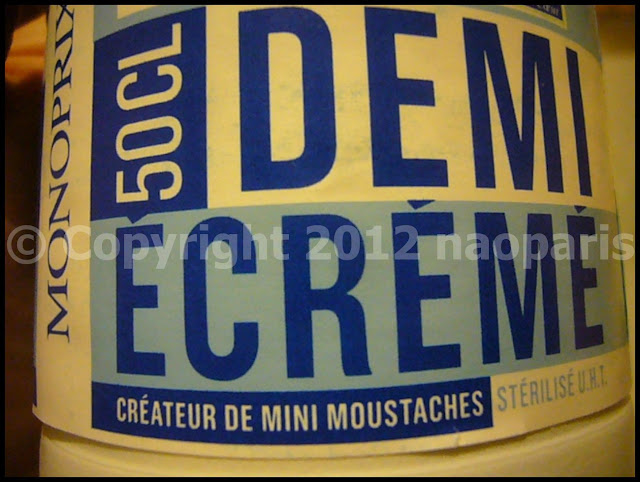 MONOPRIX
50CL
DEMI
ÉCRÉMÉ
CRÉATEUR DE MINI MOUSTACHES
STÉRILISÉ U.H.T.
© Copyright 2012 naoparis